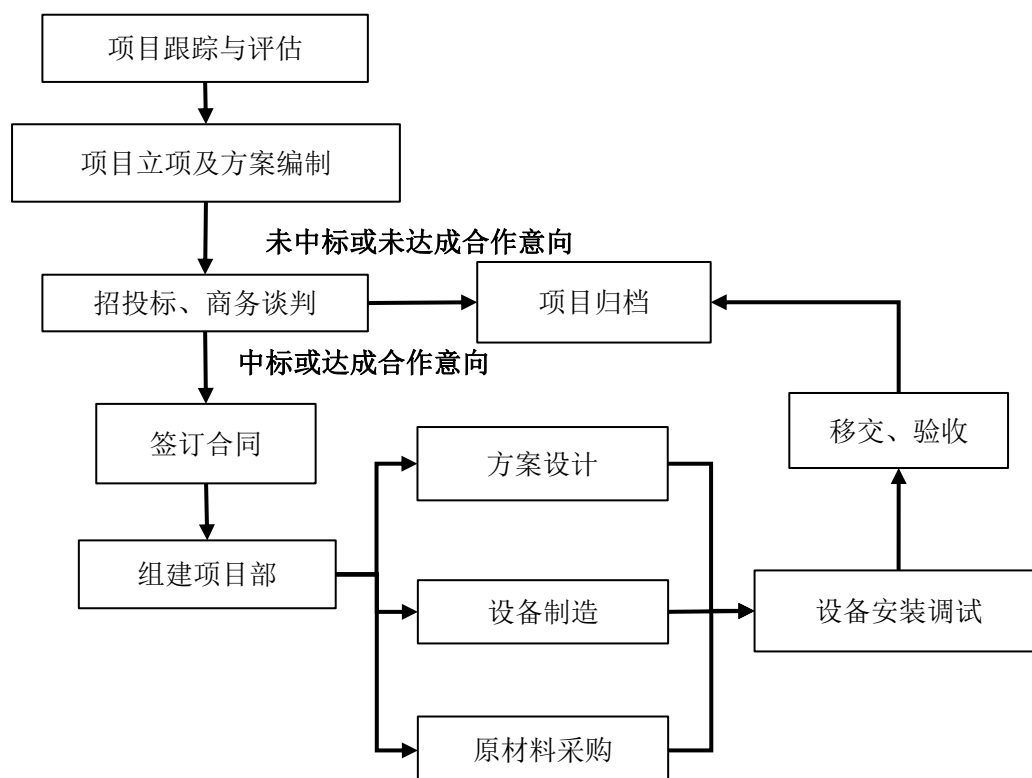 项目跟踪与评估
项目立项及方案编制
未中标或未达成合作意向
招投标、商务谈判
项目归档
中标或达成合作意向
签订合同
移交、验收
方案设计
组建项目部
设备制造
设备安装调试
原材料采购